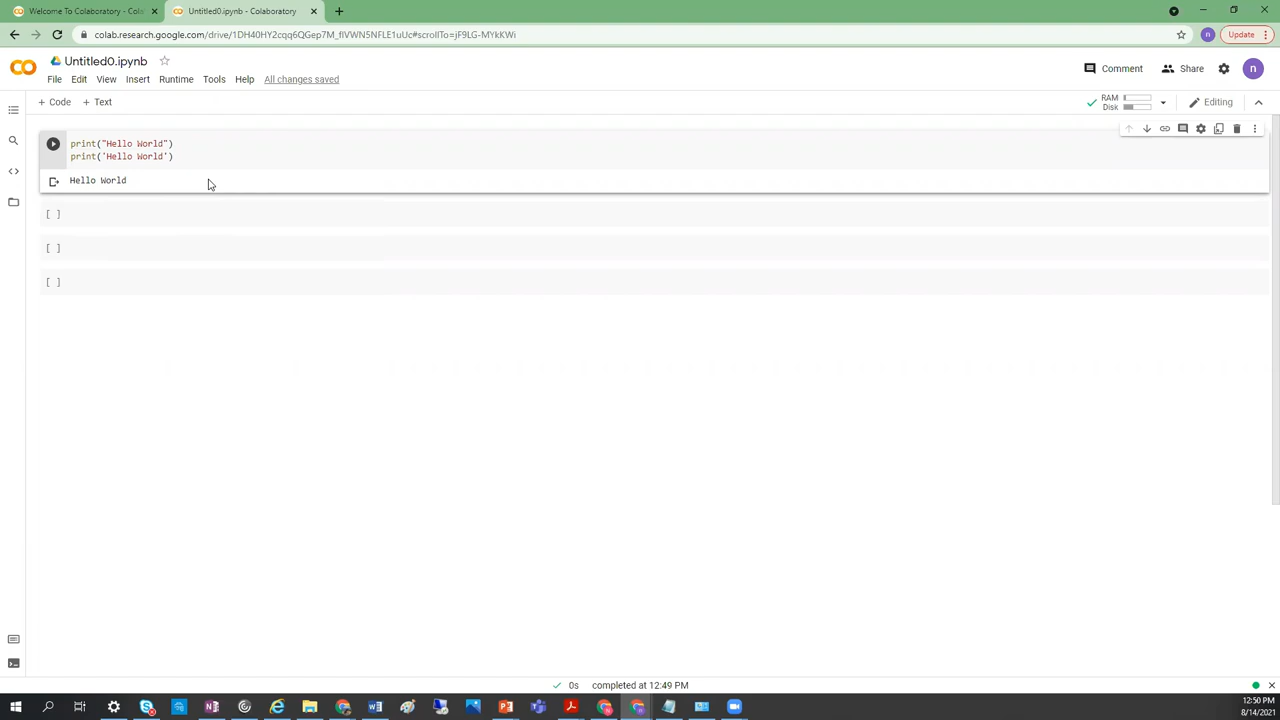 Welcome To Colaboratory - Cola
Untitled0.ipynb - Colaboratory
colab.research.google.com/drive/1DH40HY2cqq6QGep7M_fIVWN5NFLE1uUc#scrollTo=jF9LG-MYkKWi
n
Update
Untitled0.ipynb
File Edit View Insert Runtime Tools Help All changes saved
Comment
Share
n
+ Code + Text
RAM
Disk
Editing
print("Hello World")
print('Hello World')
Hello World
[ ]
[ ]
[ ]
0s completed at 12:49 PM
12:50 PM
8/14/2021